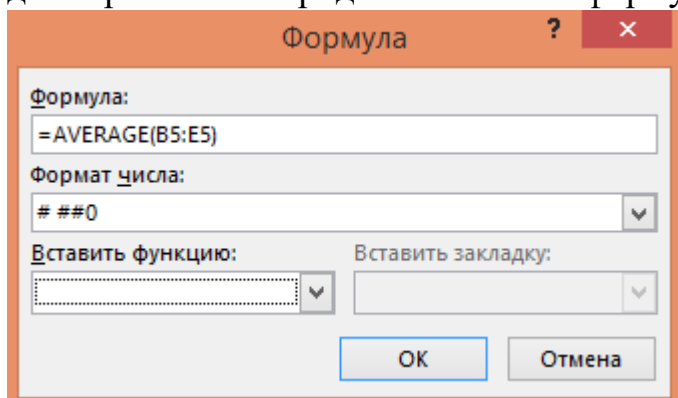 Формула ? ×
Формула:
=AVERAGE(B5:E5)
Формат числа:
# ##0
Вставить функцию: Вставить закладку:
ОК Отмена